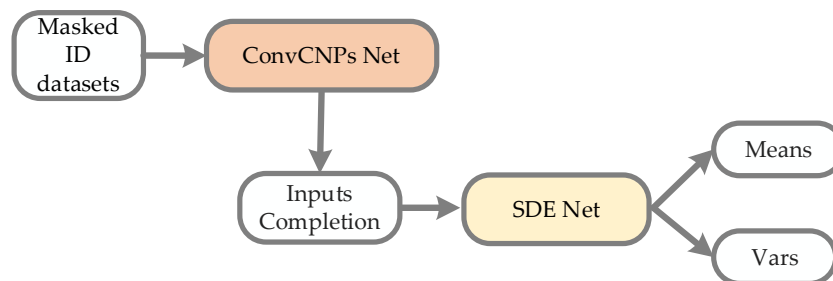 Masked
ID
datasets
ConvCNPs Net
Inputs
Completion
SDE Net
Means
Vars